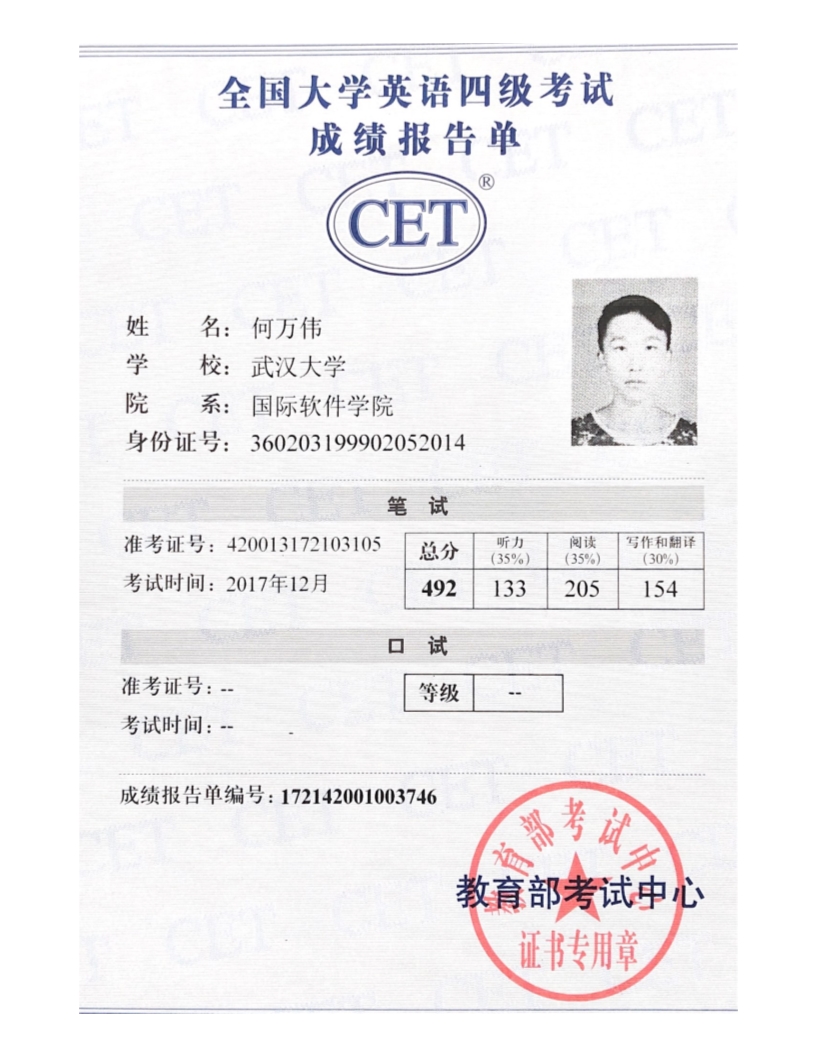 全国大学英语四级考试
成绩报告单
CET®
姓 名: 何万伟
学 校: 武汉大学
院 系: 国际软件学院
身份证号: 360203199902052014
笔 试
准考证号: 420013172103105
考试时间: 2017年12月
总分 听力(35%) 阅读(35%) 写作和翻译(30%)
492 133 205 154
口 试
准考证号: --
考试时间: --
等级 --
成绩报告单编号: 172142001003746
教育部考试中心
教育部考试中心
证书专用章